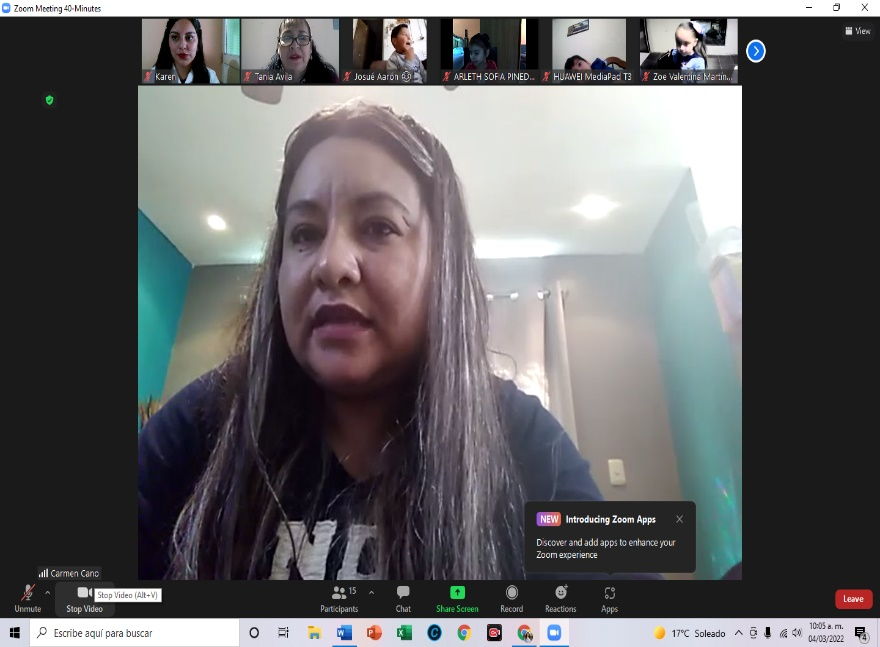 Zoom Meeting 40-Minutes
View
Karen
Tania Avila
Josué Aarón
ARLETH SOFIA PINED...
HUAWEI MediaPad T3
Zoe Valentina Martín...
NEW Introducing Zoom Apps
Discover and add apps to enhance your
Zoom experience
Carmen Cano
Stop Video (Alt+V)
15
Unmute
Stop Video
Participants
Chat
Share Screen
Record
Reactions
Apps
Leave
Escribe aquí para buscar
17°C Soleado
10:05 a. m.
04/03/2022
4